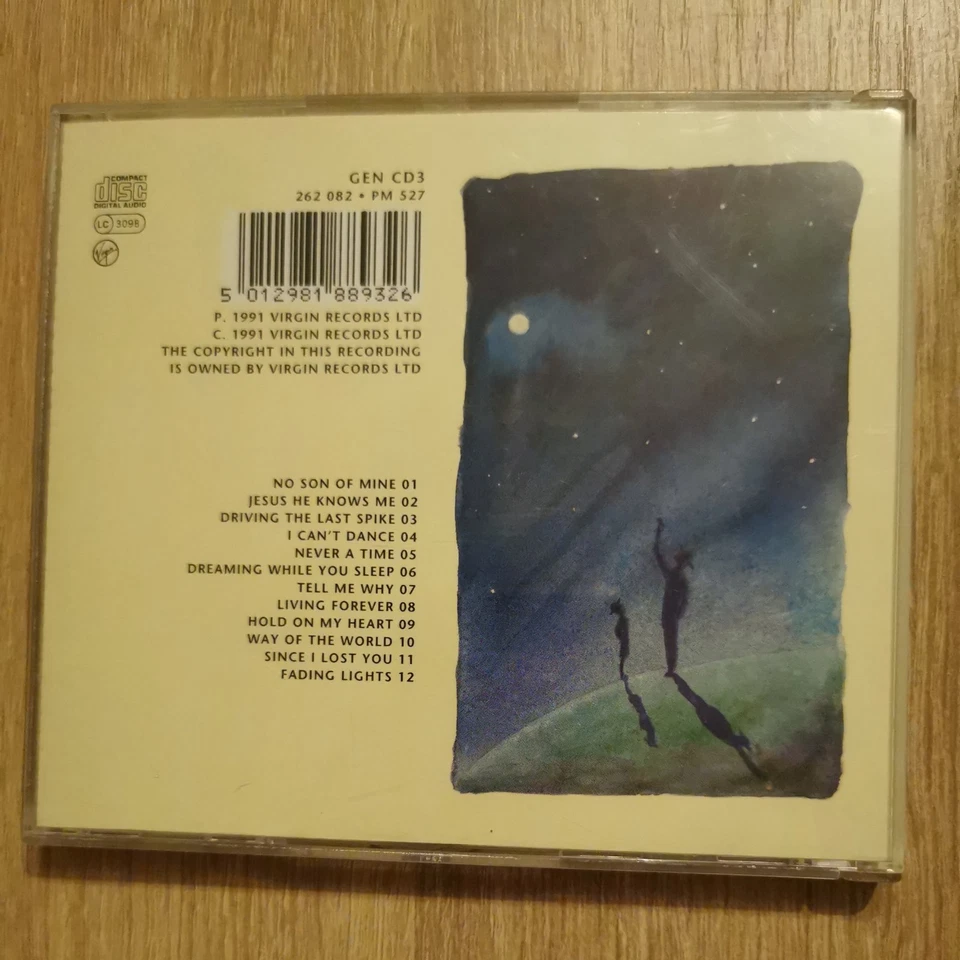 COMPACT
disc
DIGITAL AUDIO
LC 3098
Virgin
GEN CD3
262 082 • PM 527
5 012981 889326
P. 1991 VIRGIN RECORDS LTD
C. 1991 VIRGIN RECORDS LTD
THE COPYRIGHT IN THIS RECORDING
IS OWNED BY VIRGIN RECORDS LTD
NO SON OF MINE 01
JESUS HE KNOWS ME 02
DRIVING THE LAST SPIKE 03
I CAN'T DANCE 04
NEVER A TIME 05
DREAMING WHILE YOU SLEEP 06
TELL ME WHY 07
LIVING FOREVER 08
HOLD ON MY HEART 09
WAY OF THE WORLD 10
SINCE I LOST YOU 11
FADING LIGHTS 12